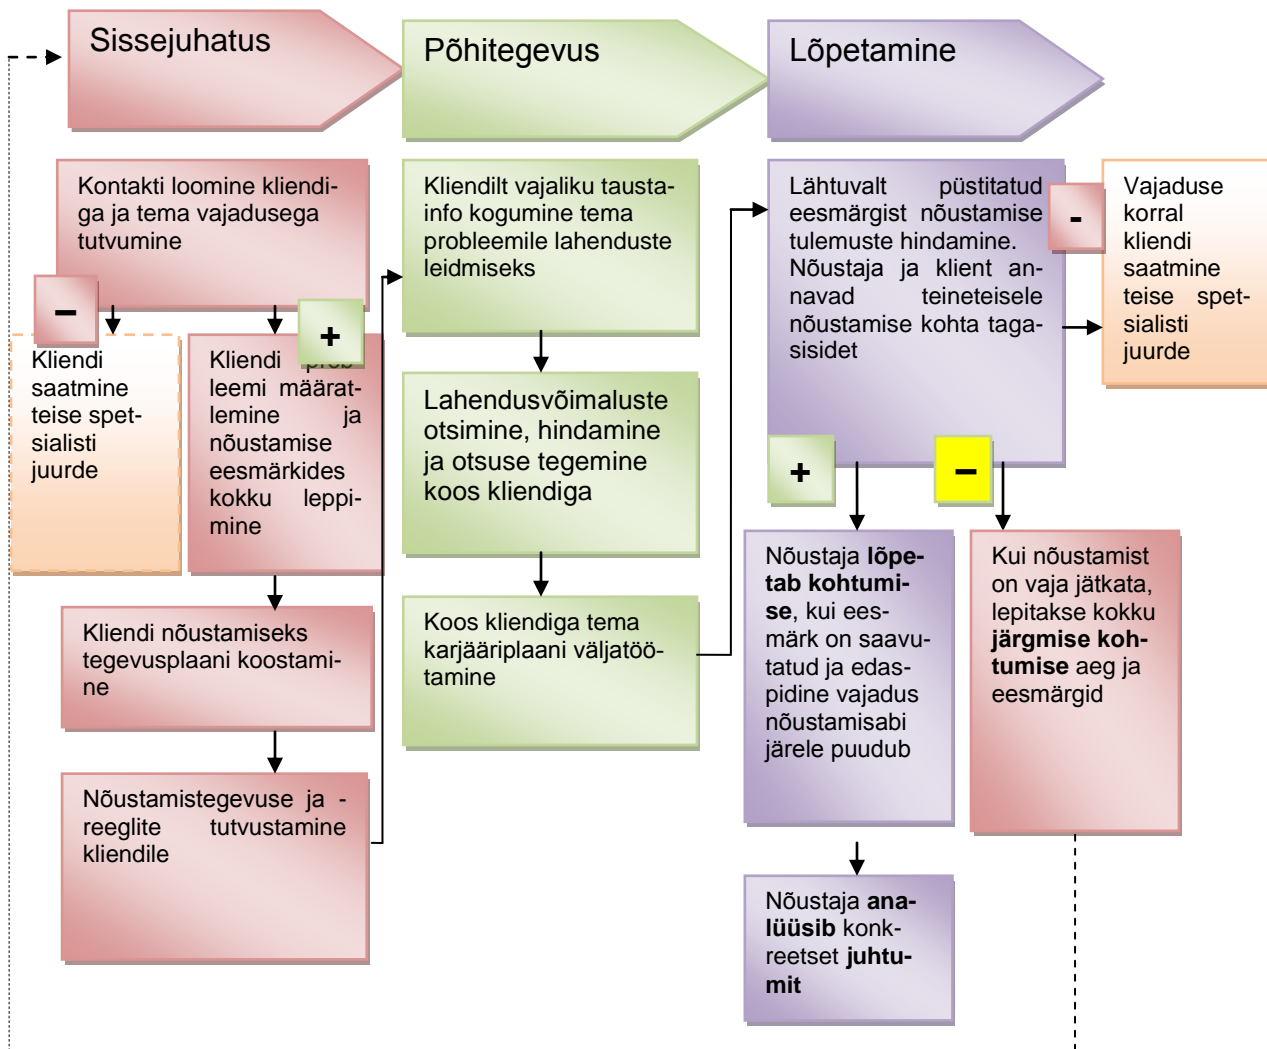 Sissejuhatus
Põhitegevus
Lõpetamine
Kontakti loomine kliendi-
ga ja tema vajadusega
tutvumine
–
+
Kliendi
saatmine
teise spet-
sialisti
juurde
Kliendi prob-
leemi määrat-
lemine ja
nõustamise
eesmärkides
kokku leppi-
mine
Kliendi nõustamiseks
tegevusplaani koostami-
ne
Nõustamistegevuse ja -
reeglite tutvustamine
kliendile
Kliendilt vajaliku tausta-
info kogumine tema
probleemile lahenduste
leidmiseks
Lahendusvõimaluste
otsimine, hindamine
ja otsuse tegemine
koos kliendiga
Koos kliendiga tema
karjääriplaani väljatöö-
tamine
Lähtuvalt püstitatud
eesmärgist nõustamise
tulemuste hindamine.
Nõustaja ja klient an-
navad teineteisele
nõustamise kohta taga-
sisidet
-
Vajaduse
korral
kliendi
saatmine
teise spet-
sialisti
juurde
+
–
Nõustaja lõpe-
tab kohtumi-
se, kui ees-
märk on saavu-
tatud ja edas-
pidine vajadus
nõustamisabi
järele puudub
Kui nõustamist
on vaja jätkata,
lepitakse kokku
järgmise koh-
tumise aeg ja
eesmärgid
Nõustaja ana-
lüüsib konk-
reetset juhtu-
mit